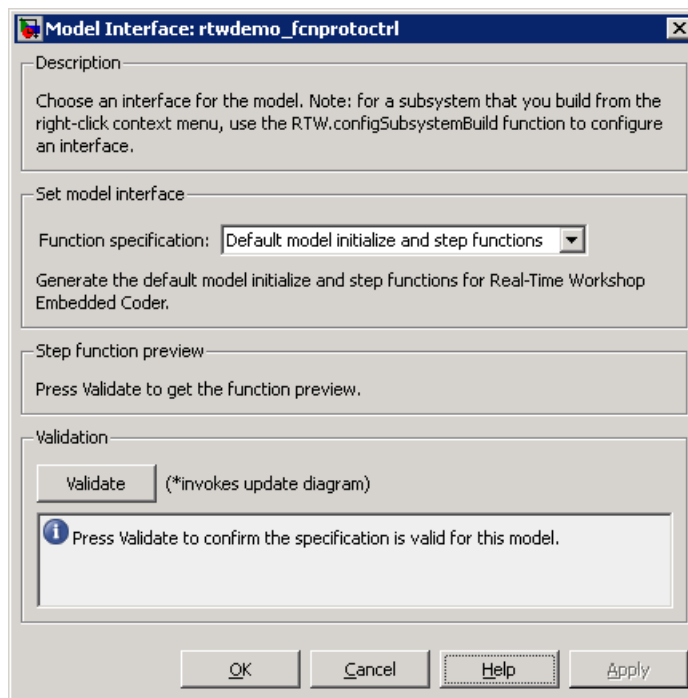 Model Interface: rtwdemo_fcnprotoctrl
Description
Choose an interface for the model. Note: for a subsystem that you build from the
right-click context menu, use the RTW.configSubsystemBuild function to configure
an interface.
Set model interface
Function specification: Default model initialize and step functions
Generate the default model initialize and step functions for Real-Time Workshop
Embedded Coder.
Step function preview
Press Validate to get the function preview.
Validation
Validate (*invokes update diagram)
Press Validate to confirm the specification is valid for this model.
OK Cancel Help Apply